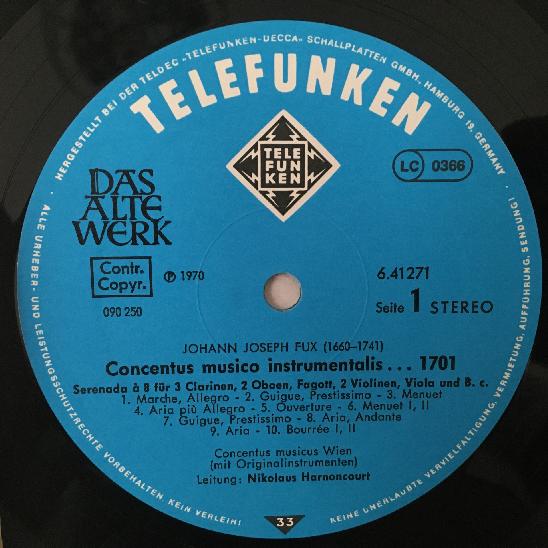 HERGESTELLT BEI DER TELDEC „TELEFUNKEN-DECCA" SCHALLPLATTEN GMBH, HAMBURG 19, GERMANY
TELEFUNKEN
TELE
FUN
KEN
LC 0366
DAS
ALTE
WERK
Contr.
Copyr.
℗ 1970
6.41271
090 250
Seite 1 STEREO
JOHANN JOSEPH FUX (1660-1741)
Concentus musico instrumentalis... 1701
Serenada à 8 für 3 Clarinen, 2 Oboen, Fagott, 2 Violinen, Viola und B. c.
1. Marche, Allegro - 2. Guigue, Prestissimo - 3. Menuet
4. Aria più Allegro - 5. Ouverture - 6. Menuet I, II
7. Guigue, Prestissimo - 8. Aria, Andante
9. Aria - 10. Bourrée I, II
Concentus musicus Wien
(mit Originalinstrumenten)
Leitung: Nikolaus Harnoncourt
33
ALLE URHEBER- UND LEISTUNGSSCHUTZRECHTE VORBEHALTEN KEIN VERLEIH! KEINE UNERLAUBTE VERVIELFÄLTIGUNG, VERMIETUNG, AUFFÜHRUNG, SENDUNG!